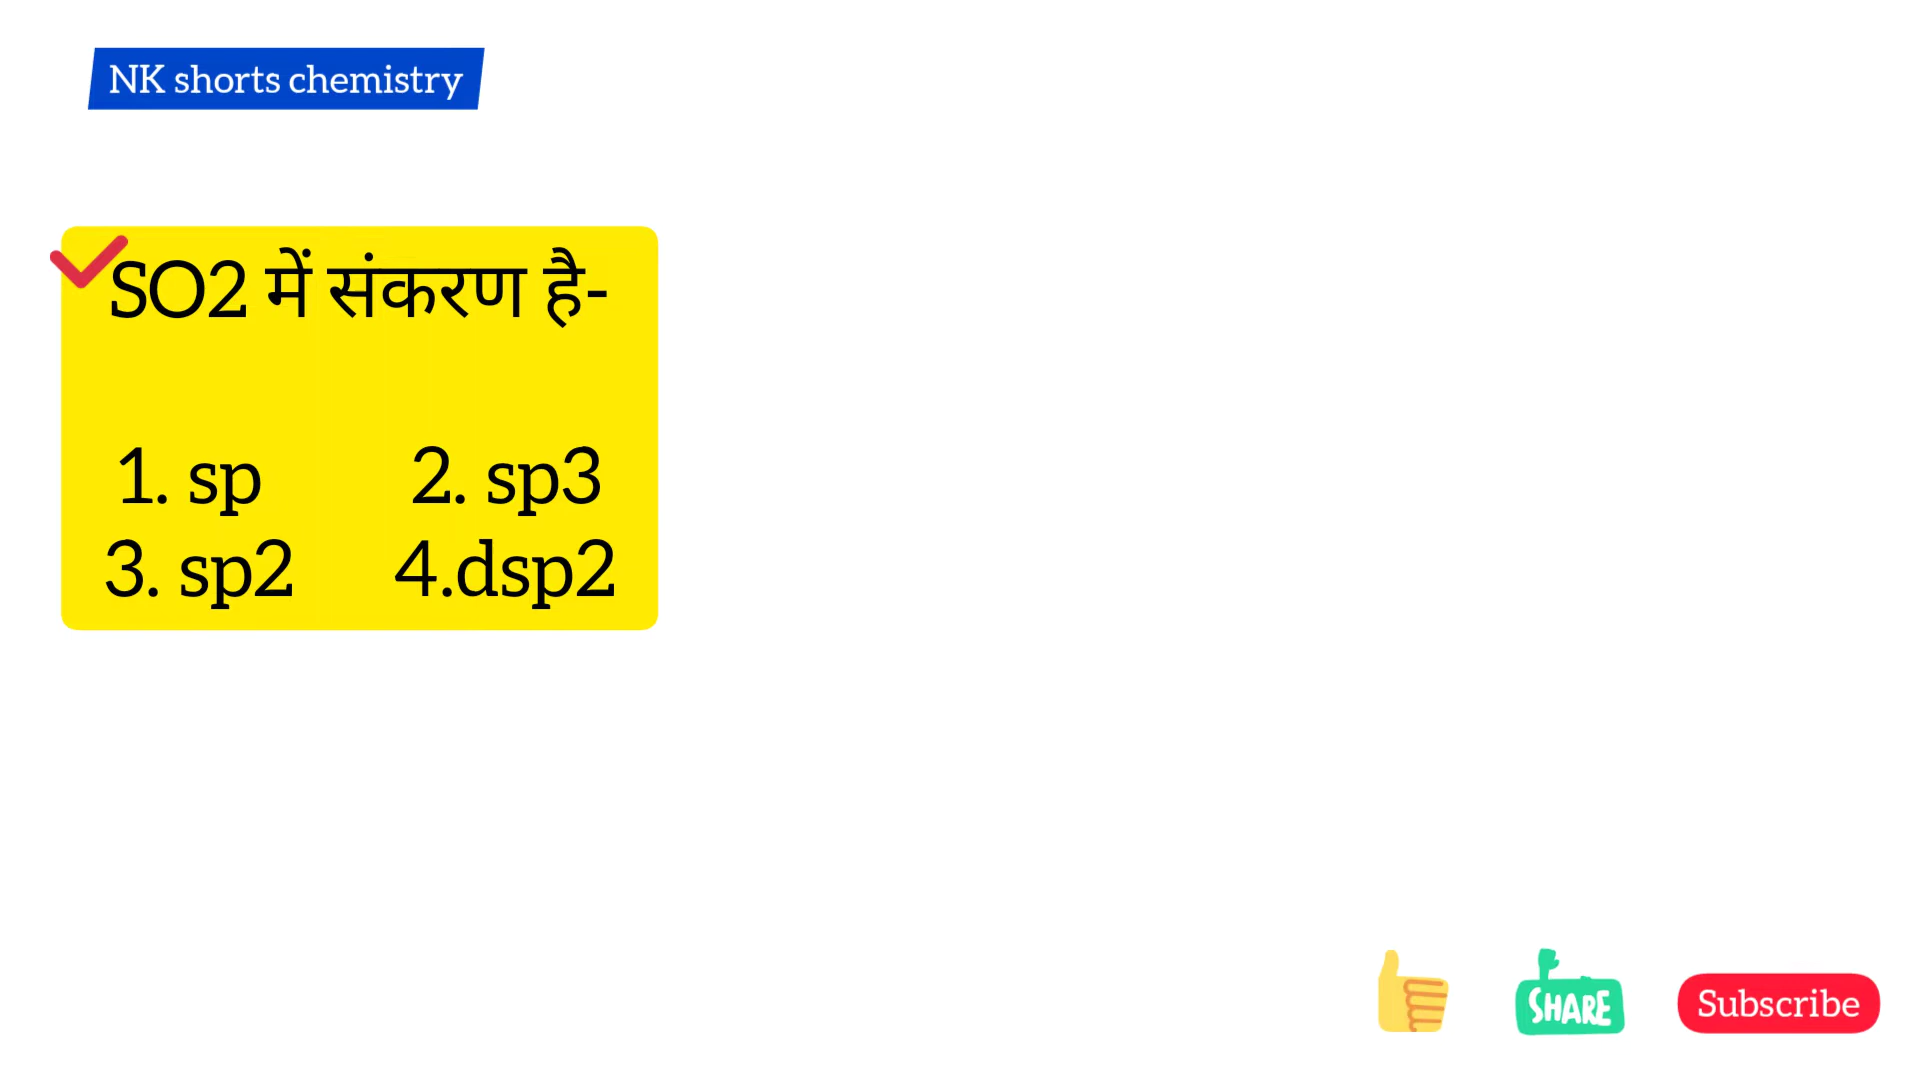 NK shorts chemistry
SO2 में संकरण है-
1. sp 2. sp3
3. sp2 4.dsp2
SHARE
Subscribe